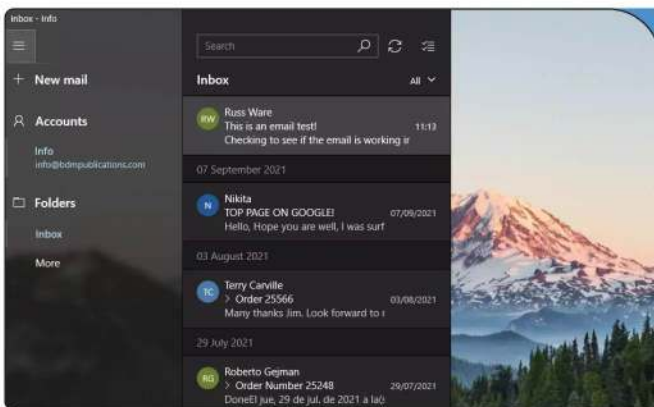 Inbox - Info
Search
+ New mail
Inbox
All
Accounts
RW
Russ Ware
This is an email test!
11:13
Checking to see if the email is working ir
Info
info@bdmpublications.com
07 September 2021
Folders
N
Nikita
TOP PAGE ON GOOGLE!
07/09/2021
Hello, Hope you are well, I was surf
Inbox
03 August 2021
More
TC
Terry Carville
> Order 25566
03/08/2021
Many thanks Jim. Look forward to r
29 July 2021
RG
Roberto Gejman
> Order Number 25248
29/07/2021
DoneEl jue, 29 de jul. de 2021 a la(s